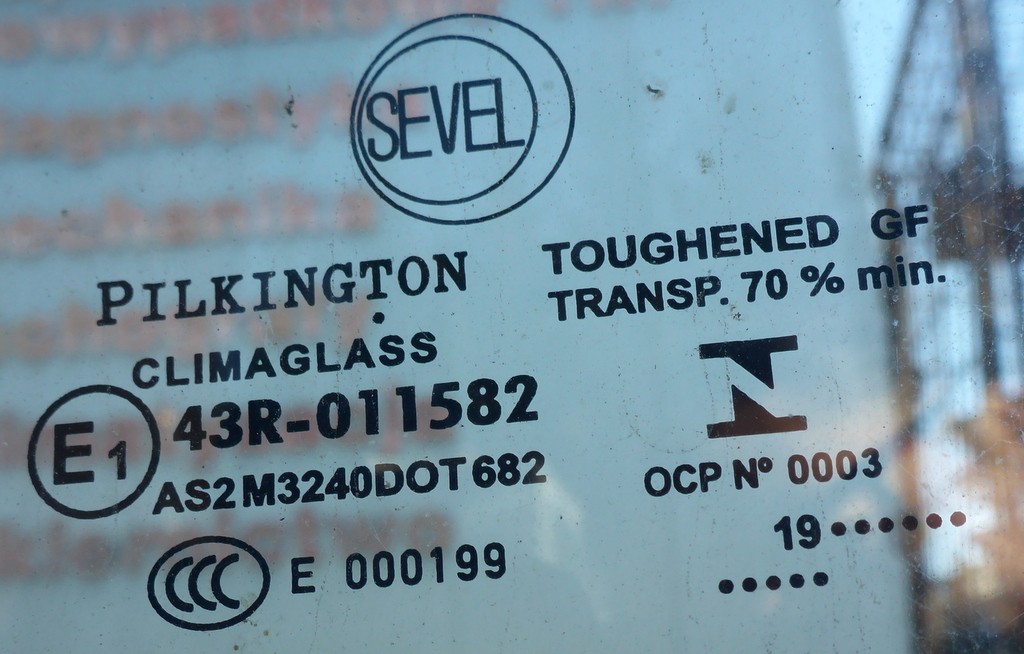 SEVEL
PILKINGTON
CLIMAGLASS
E1
43R-011582
AS2M3240DOT682
CCC E 000199
TOUGHENED GF
TRANSP. 70 % min.
OCP Nº 0003
19••••••
•••••